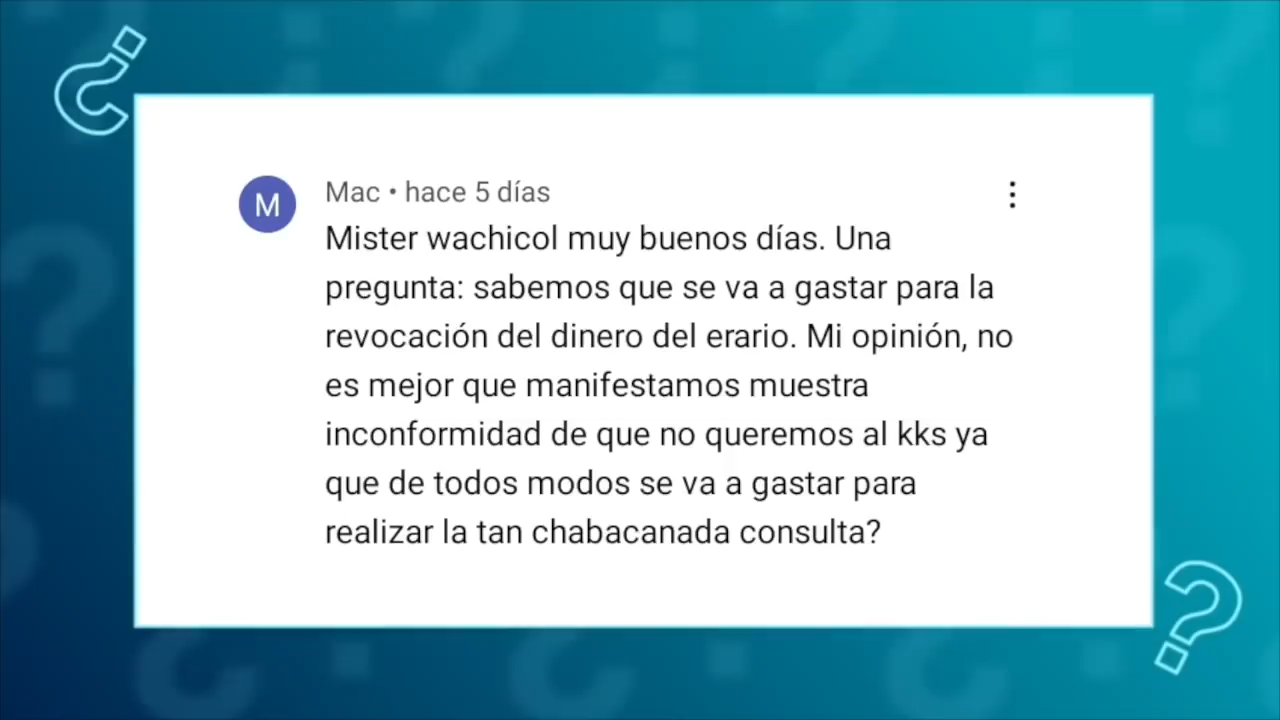 M
Mac • hace 5 días
Mister wachicol muy buenos días. Una
pregunta: sabemos que se va a gastar para la
revocación del dinero del erario. Mi opinión, no
es mejor que manifestamos muestra
inconformidad de que no queremos al kks ya
que de todos modos se va a gastar para
realizar la tan chabacanada consulta?